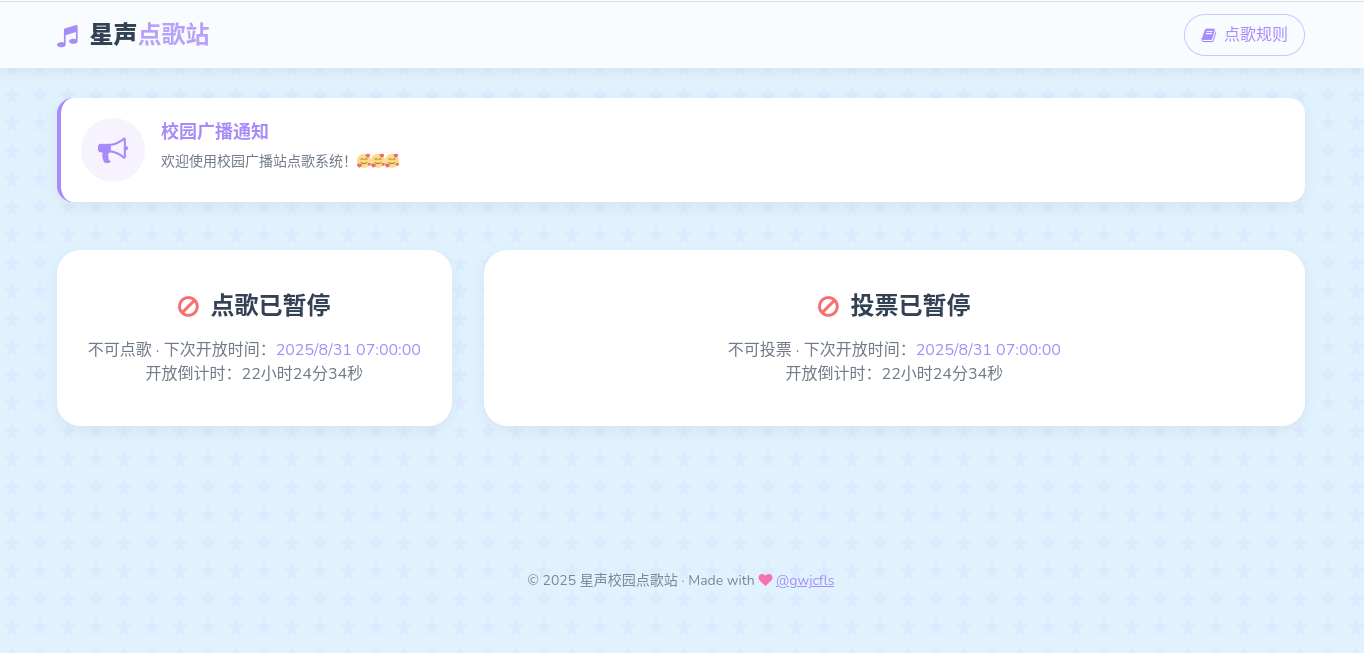 星声点歌站
点歌规则
校园广播通知
欢迎使用校园广播站点歌系统！🥰🥰🥰
点歌已暂停
不可点歌 · 下次开放时间：2025/8/31 07:00:00
开放倒计时：22小时24分34秒
投票已暂停
不可投票 · 下次开放时间：2025/8/31 07:00:00
开放倒计时：22小时24分34秒
© 2025 星声校园点歌站 · Made with ❤ @gwjcfls